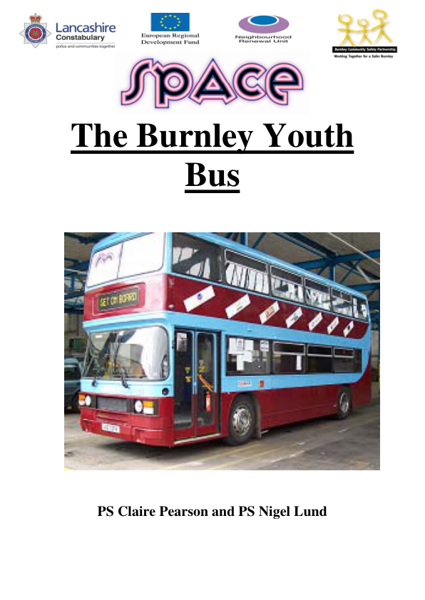 Lancashire
Constabulary
police and communities together
European Regional
Development Fund
Neighbourhood
Renewal Unit
Burnley Community Safety Partnership
Working Together for a Safer Burnley
SPACE
The Burnley Youth
Bus
GET ON BOARD
PS Claire Pearson and PS Nigel Lund